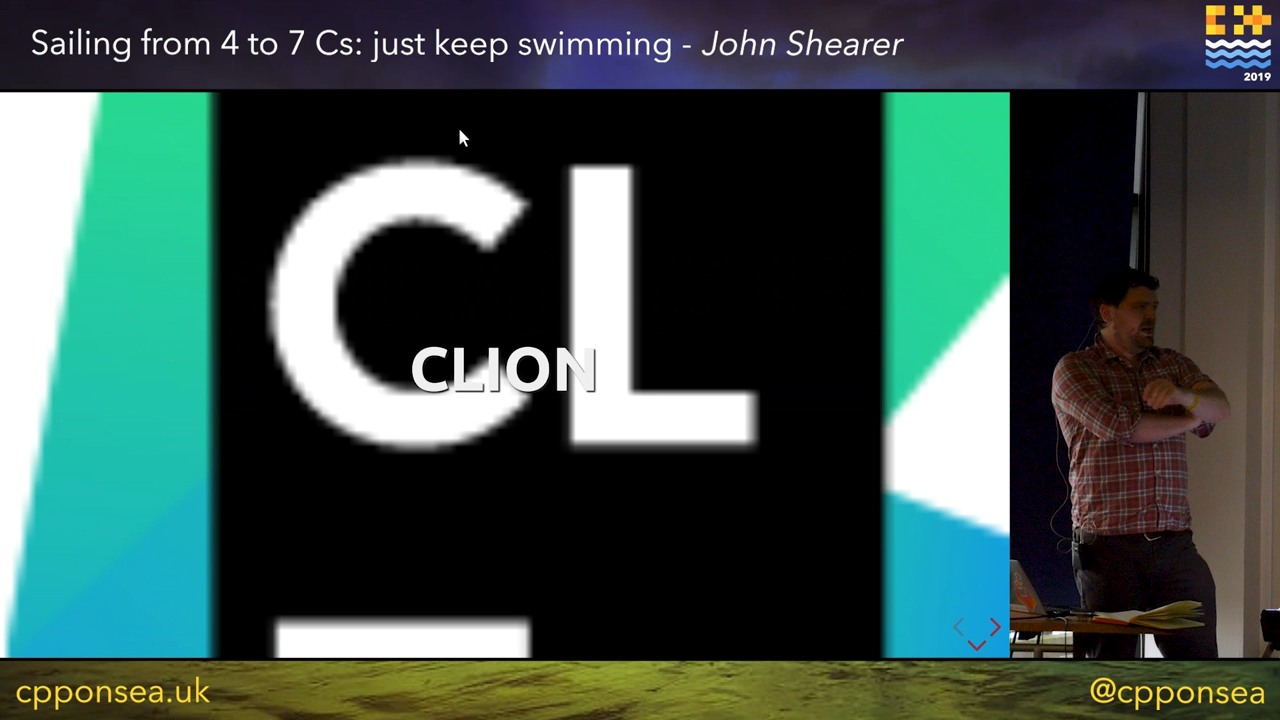 Sailing from 4 to 7 Cs: just keep swimming - John Shearer
2019
CL
CLION
cpponsea.uk
@cpponsea